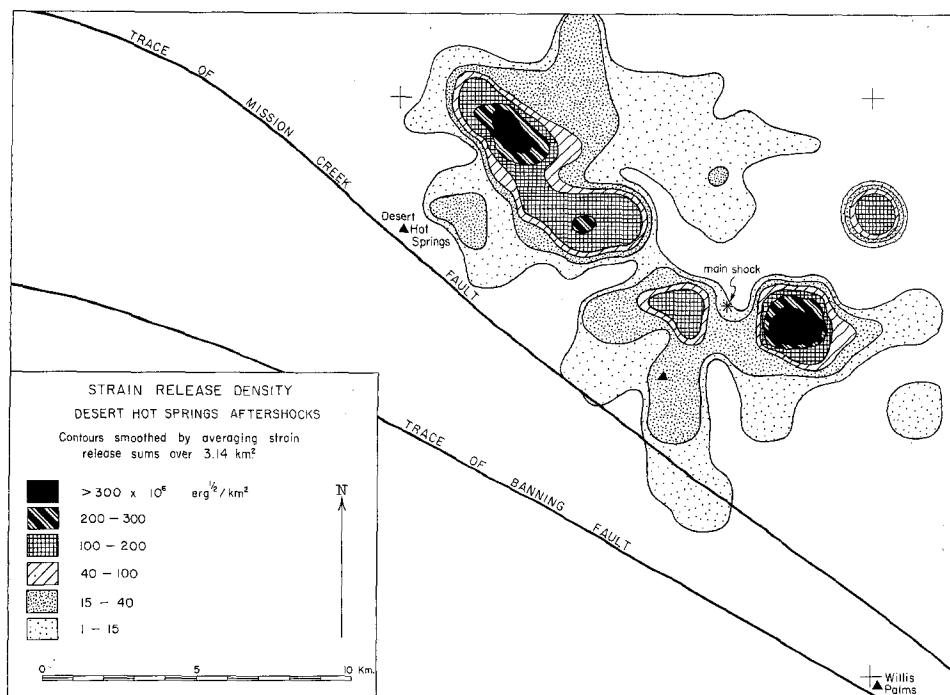 TRACE OF MISSION CREEK FAULT
Desert
Hot
Springs
main shock
TRACE OF BANNING FAULT
STRAIN RELEASE DENSITY
DESERT HOT SPRINGS AFTERSHOCKS
Contours smoothed by averaging strain
release sums over 3.14 km²
> 300 x 10⁶ erg^1/2/km²
200 – 300
100 – 200
40 – 100
15 – 40
1 – 15
N
0 5 10 Km.
Willis
Palms